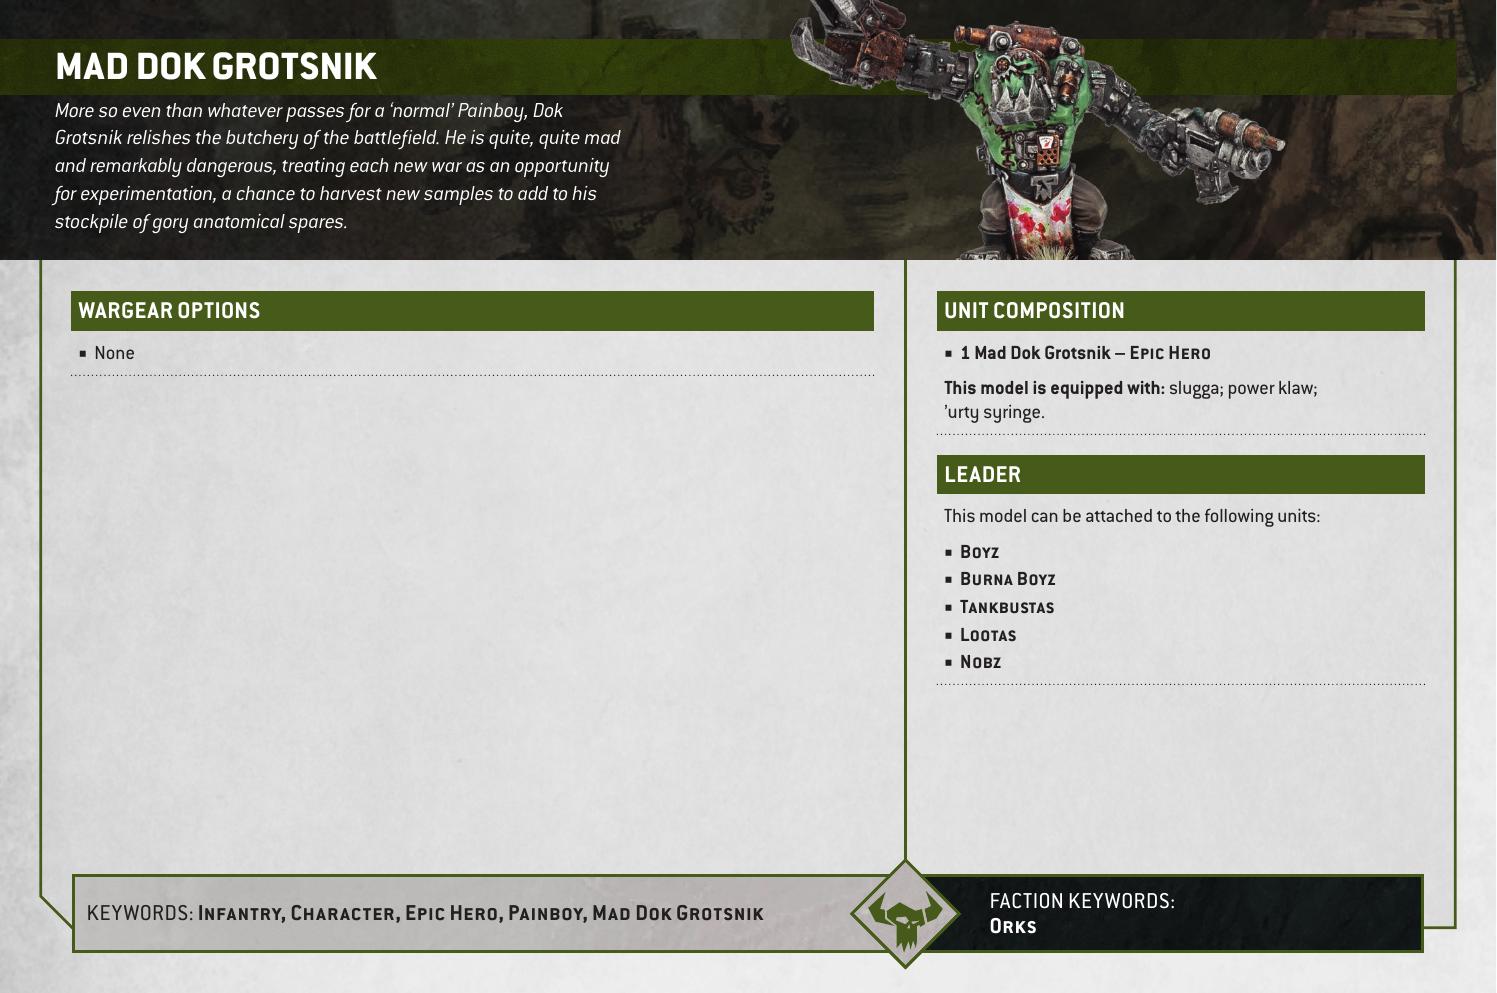 MAD DOK GROTSNIK
More so even than whatever passes for a ‘normal’ Painboy, Dok
Grotsnik relishes the butchery of the battlefield. He is quite, quite mad
and remarkably dangerous, treating each new war as an opportunity
for experimentation, a chance to harvest new samples to add to his
stockpile of gory anatomical spares.
WARGEAR OPTIONS
▪ None
UNIT COMPOSITION
▪ 1 Mad Dok Grotsnik – Epic Hero
This model is equipped with: slugga; power klaw;
’urty syringe.
LEADER
This model can be attached to the following units:
▪ Boyz
▪ Burna Boyz
▪ Tankbustas
▪ Lootas
▪ Nobz
KEYWORDS: Infantry, Character, Epic Hero, Painboy, Mad Dok Grotsnik
FACTION KEYWORDS:
Orks